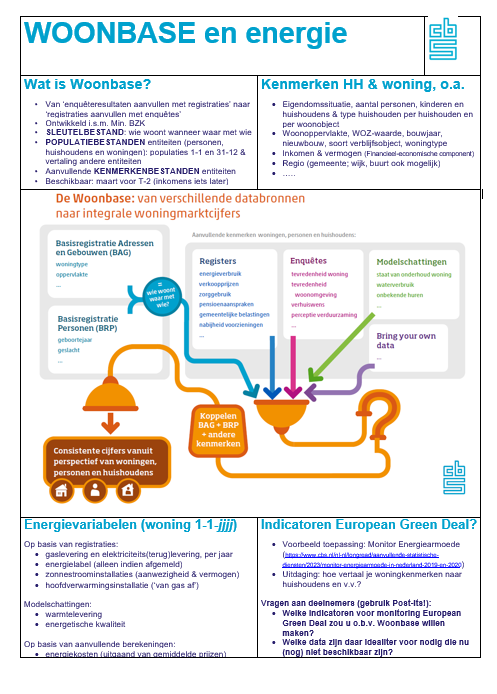 WOONBASE en energie
Wat is Woonbase?
• Van 'enquêteresultaten aanvullen met registraties' naar
'registraties aanvullen met enquêtes'
• Ontwikkeld i.s.m. Min. BZK
• SLEUTELBESTAND: wie woont wanneer waar met wie
• POPULATIEBESTANDEN entiteiten (personen,
huishoudens en woningen): populaties 1-1 en 31-12 &
vertaling andere entiteiten
• Aanvullende KENMERKENBESTANDEN entiteiten
• Beschikbaar: maart voor T-2 (inkomens iets later)
Kenmerken HH & woning, o.a.
• Eigendomssituatie, aantal personen, kinderen en
huishoudens & type huishoudens per huishouden en
per woonobject
• Woonoppervlakte, WOZ-waarde, bouwjaar,
nieuwbouw, soort verblijfsobject, woningtype
• Inkomen & vermogen (Financieel-economische component)
• Regio (gemeente; wijk, buurt ook mogelijk)
• .....
De Woonbase: van verschillende databronnen
naar integrale woningmarktcijfers
Basisregistratie Adressen
en Gebouwen (BAG)
woningtype
oppervlakte
...
Basisregistratie
Personen (BRP)
geboortejaar
geslacht
...
=
wie woont
waar met
wie?
Aanvullende kenmerken woningen, personen en huishoudens:
Registers
energieverbruik
verkoopprijzen
zorggebruik
pensioenaanspraken
gemeentelijke belastingen
nabijheid voorzieningen
...
Enquêtes
tevredenheid woning
tevredenheid
woonomgeving
verhuiswens
perceptie verduurzaming
...
Modelschattingen
staat van onderhoud woning
waterverbruik
onbekende huren
...
Bring your own
data
...
Koppelen
BAG + BRP
+ andere
kenmerken
Consistente cijfers vanuit
perspectief van woningen,
personen en huishoudens
Energievariabelen (woning 1-1-jjjj)
Op basis van registraties:
• gaslevering en elektriciteits(terug)levering, per jaar
• energielabel (alleen indien afgemeld)
• zonnestroominstallaties (aanwezigheid & vermogen)
• hoofdverwarmingsinstallatie ('van gas af')
Modelschattingen:
• warmtelevering
• energetische kwaliteit
Op basis van aanvullende berekeningen:
• energiekosten (uitgaand van gemiddelde prijzen)
Indicatoren European Green Deal?
• Voorbeeld toepassing: Monitor Energiearmoede
(https://www.cbs.nl/nl-nl/longread/aanvullende-statistische-
diensten/2023/monitor-energiearmoede-in-nederland-2019-en-2020)
• Uitdaging: hoe vertaal je woningkenmerken naar
huishoudens en v.v.?
Vragen aan deelnemers (gebruik Post-Its!):
• Welke indicatoren voor monitoring European
Green Deal zou u o.b.v. Woonbase willen
maken?
• Welke data zijn daar idealiter voor nodig die nu
(nog) niet beschikbaar zijn?